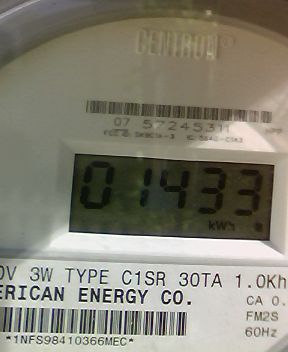 CENTRON®
07 57245311
01433
kWh
0V 3W TYPE C1SR 30TA 1.0Kh
ERICAN ENERGY CO.
CA 0.
FM2S
*1NFS98410366MEC*
60Hz